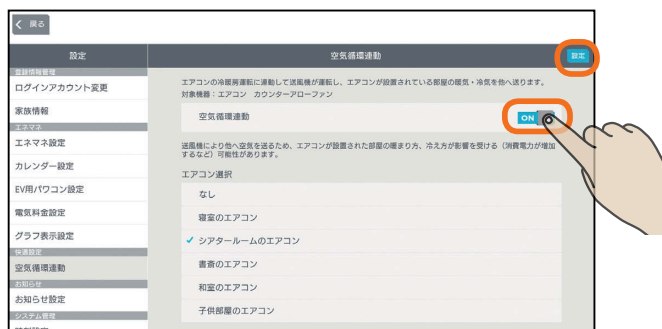 戻る
設定
空気循環連動
設定
登録情報管理
ログインアカウント変更
家族情報
エネマネ
エネマネ設定
カレンダー設定
EV用パワコン設定
電気料金設定
グラフ表示設定
快適設定
空気循環連動
お知らせ
お知らせ設定
システム管理
エアコンの冷暖房運転に連動して送風機が運転し、エアコンが設置されている部屋の暖気・冷気を他へ送ります。
対象機器：エアコン カウンターアローファン
空気循環連動
ON
送風機により他へ空気を送るため、エアコンが設置された部屋の暖まり方、冷え方が影響を受ける（消費電力が増加
するなど）可能性があります。
エアコン選択
なし
寝室のエアコン
シアタールームのエアコン
書斎のエアコン
和室のエアコン
子供部屋のエアコン